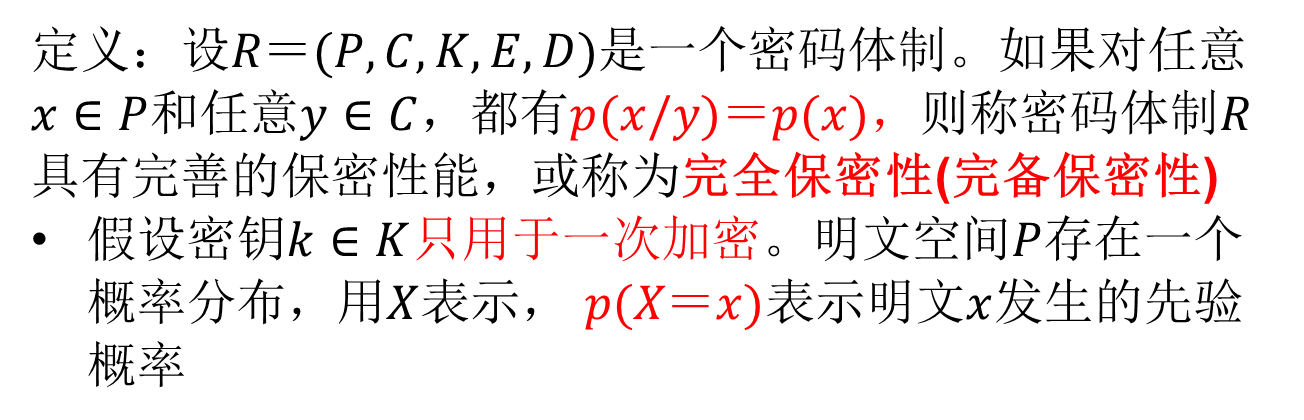 定义：设R＝(P, C, K, E, D)是一个密码体制。如果对任意
x ∈ P和任意y ∈ C，都有p(x/y)＝p(x)，则称密码体制R
具有完善的保密性能，或称为完全保密性(完备保密性)
• 假设密钥k ∈ K只用于一次加密。明文空间P存在一个
概率分布，用X表示， p(X＝x)表示明文x发生的先验
概率